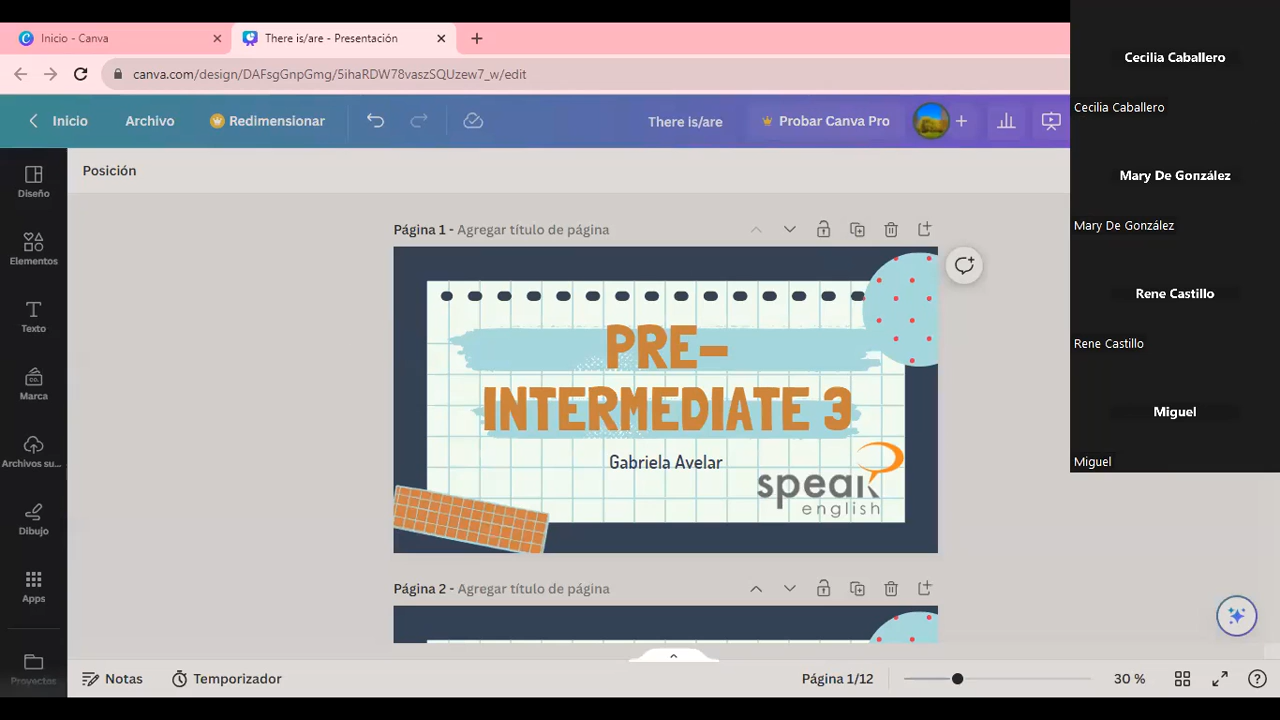 Inicio - Canva
There is/are - Presentación
canva.com/design/DAFsgGnpGmg/5ihaRDW78vaszSQUzew7_w/edit
Inicio
Archivo
Redimensionar
There is/are
Probar Canva Pro
Posición
Diseño
Elementos
Texto
Marca
Archivos su...
Dibujo
Apps
Proyectos
Página 1 - Agregar título de página
PRE-
INTERMEDIATE 3
Gabriela Avelar
speak
english
Página 2 - Agregar título de página
Notas
Temporizador
Página 1/12
30 %
Cecilia Caballero
Cecilia Caballero
Mary De González
Mary De González
Rene Castillo
Rene Castillo
Miguel
Miguel